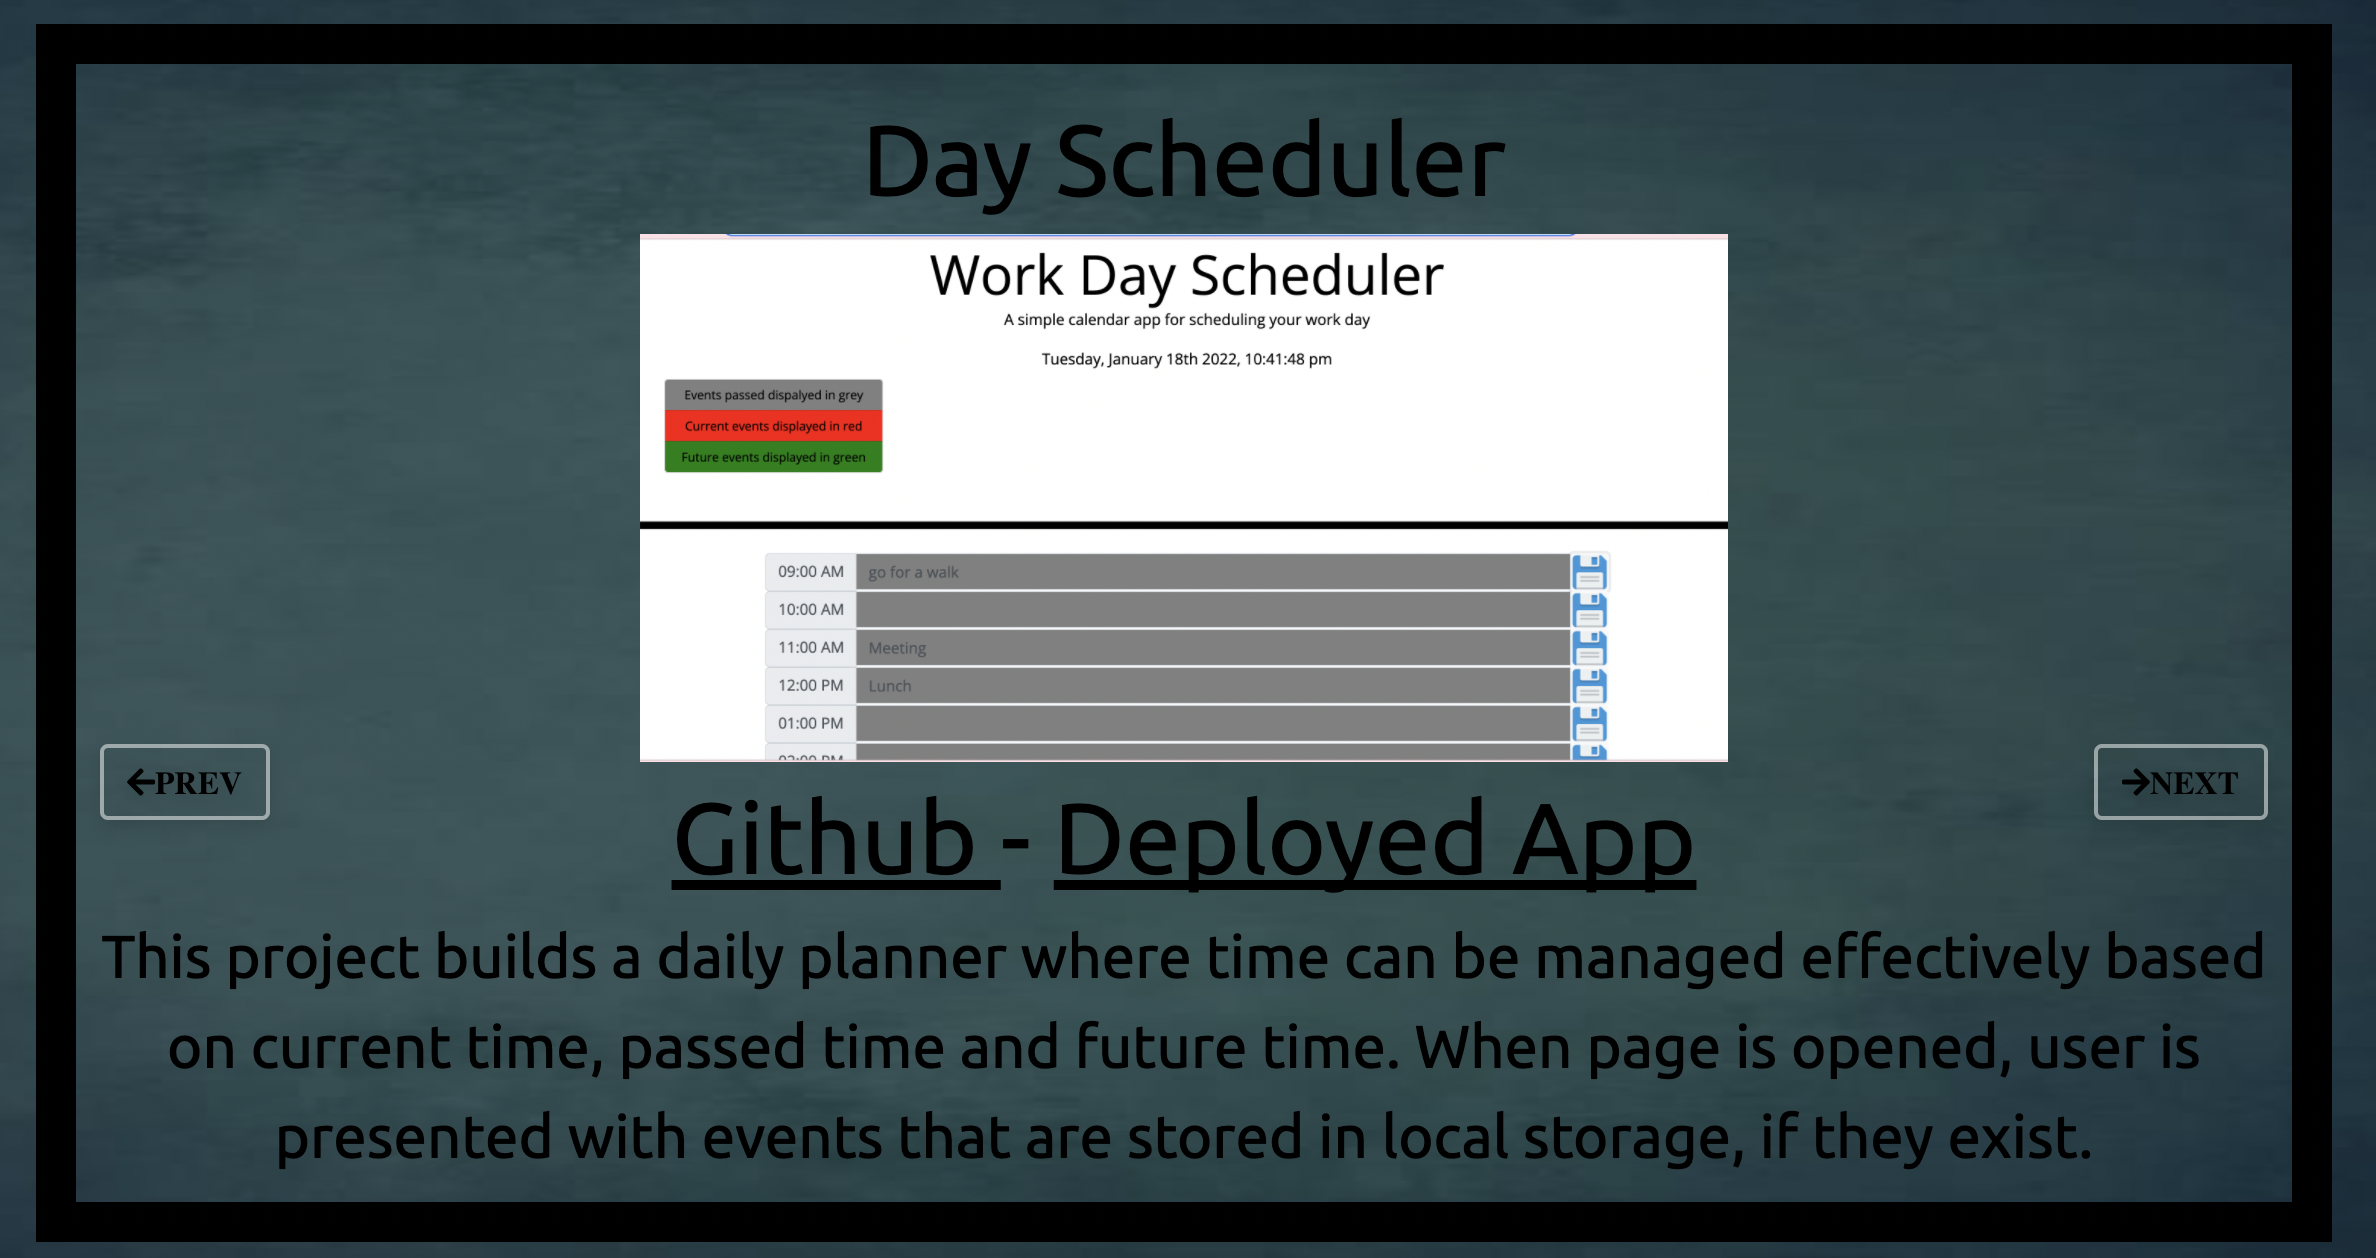 Day Scheduler
Work Day Scheduler
A simple calendar app for scheduling your work day
Tuesday, January 18th 2022, 10:41:48 pm
Events passed dispalyed in grey
Current events displayed in red
Future events displayed in green
09:00 AM go for a walk
10:00 AM
11:00 AM Meeting
12:00 PM Lunch
01:00 PM
02:00 PM
PREV
NEXT
Github - Deployed App
This project builds a daily planner where time can be managed effectively based
on current time, passed time and future time. When page is opened, user is
presented with events that are stored in local storage, if they exist.